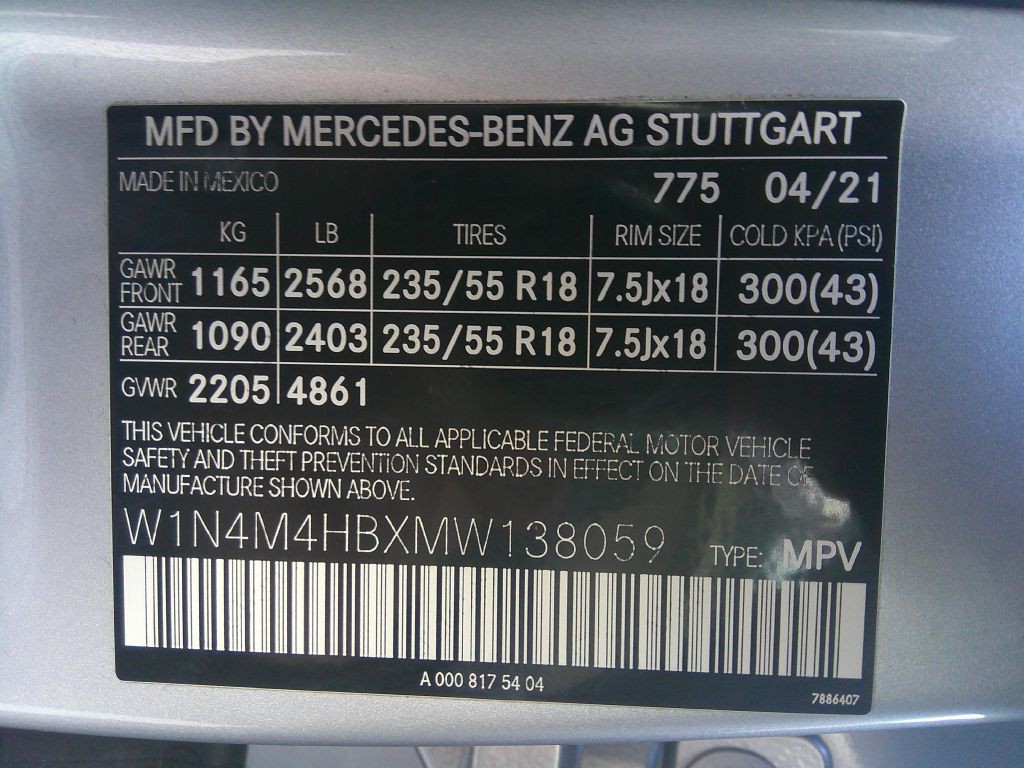 MFD BY MERCEDES-BENZ AG STUTTGART
MADE IN MEXICO 775 04/21
KG LB TIRES RIM SIZE COLD KPA (PSI)
GAWR FRONT 1165 2568 235/55 R18 7.5Jx18 300(43)
GAWR REAR 1090 2403 235/55 R18 7.5Jx18 300(43)
GVWR 2205 4861
THIS VEHICLE CONFORMS TO ALL APPLICABLE FEDERAL MOTOR VEHICLE
SAFETY AND THEFT PREVENTION STANDARDS IN EFFECT ON THE DATE OF
MANUFACTURE SHOWN ABOVE.
W1N4M4HBXMW138059 TYPE: MPV
A 000 817 54 04
7886407